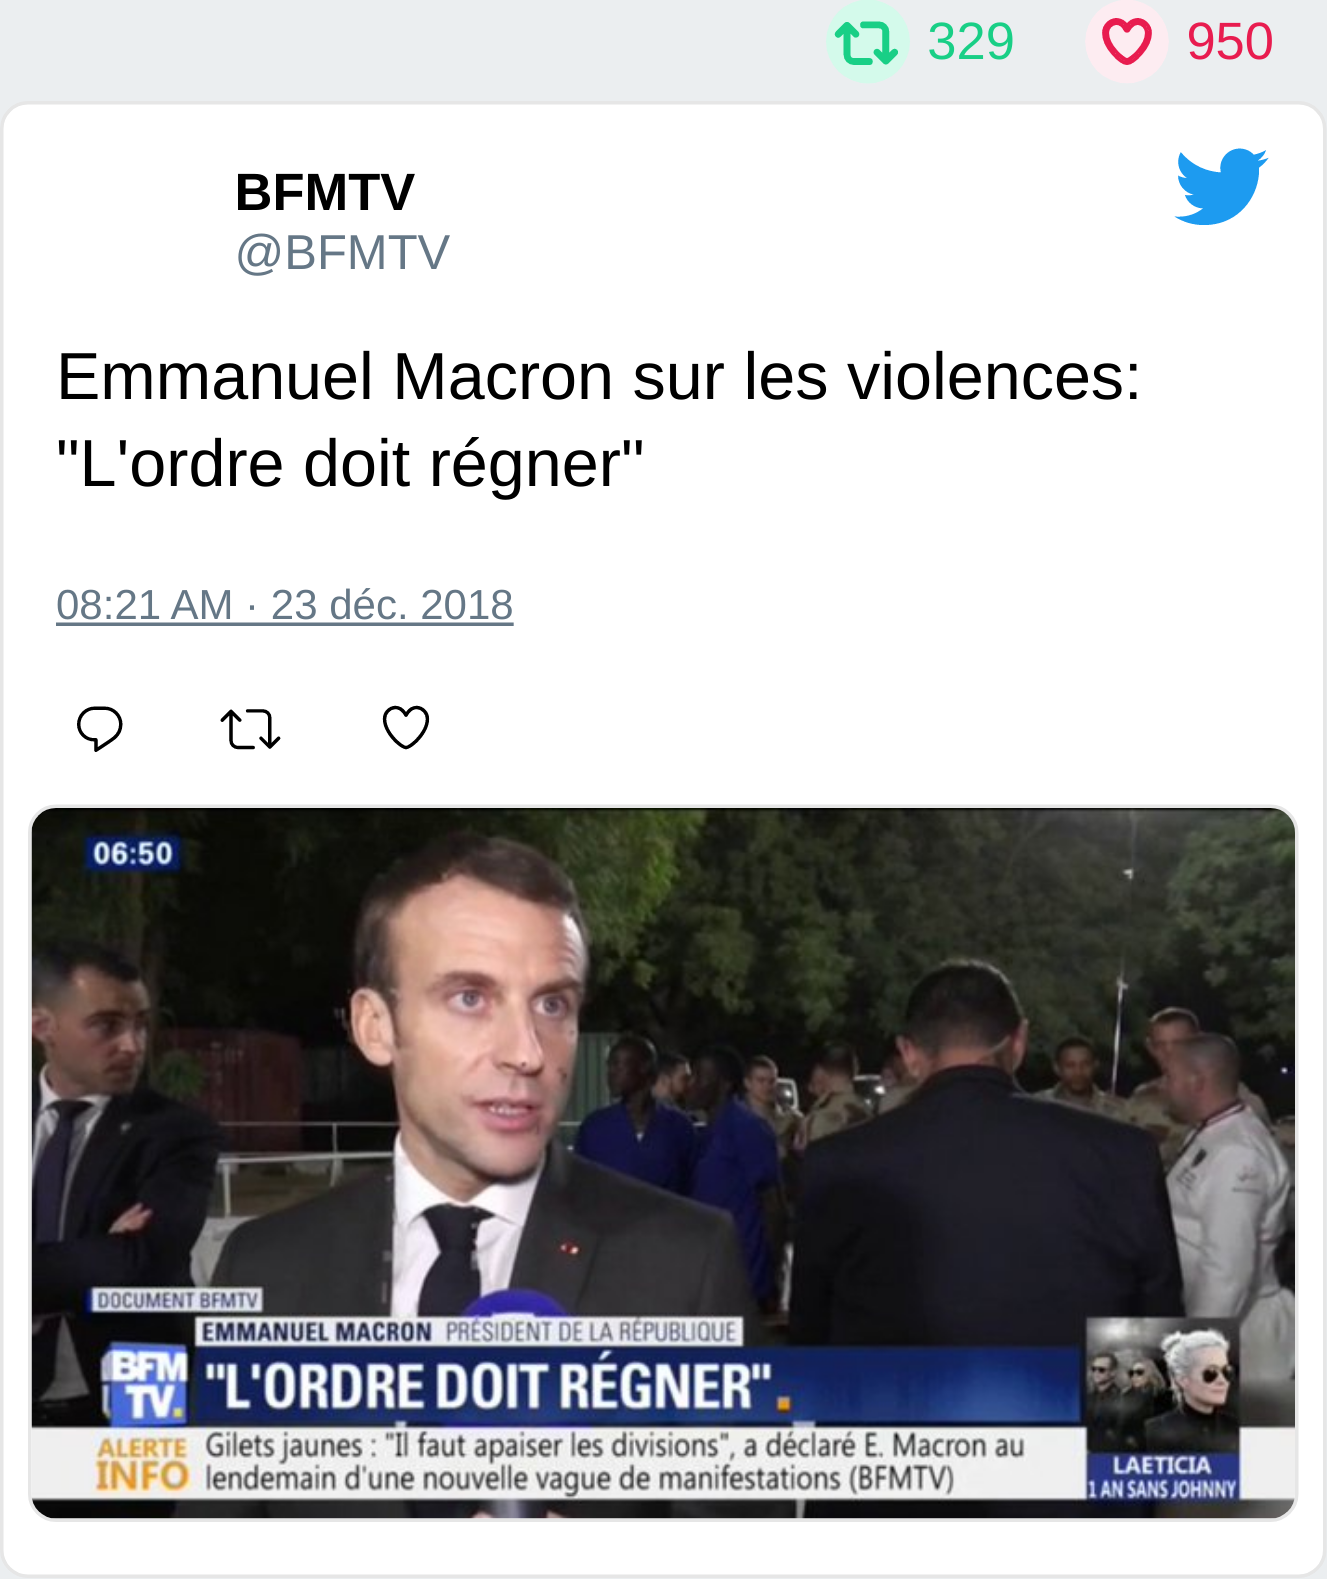 329 950
BFMTV
@BFMTV
Emmanuel Macron sur les violences:
"L'ordre doit régner"
08:21 AM · 23 déc. 2018
06:50
DOCUMENT BFMTV
EMMANUEL MACRON PRÉSIDENT DE LA RÉPUBLIQUE
BFM
TV.
"L'ORDRE DOIT RÉGNER".
ALERTE
INFO
Gilets jaunes : "Il faut apaiser les divisions", a déclaré E. Macron au
lendemain d'une nouvelle vague de manifestations (BFMTV)
LAETICIA
1 AN SANS JOHNNY